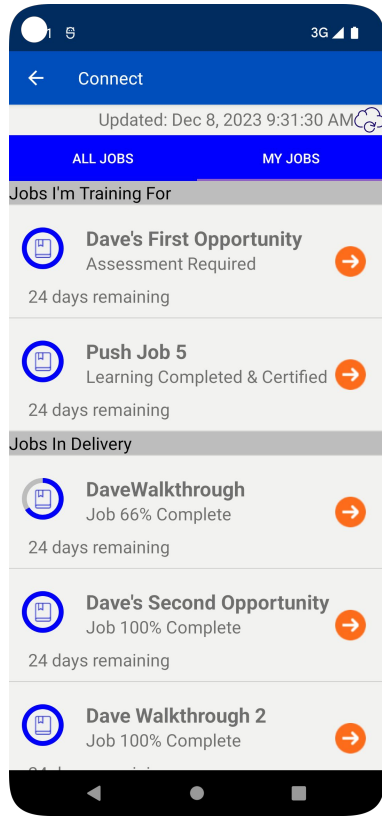 1 3G
Connect
Updated: Dec 8, 2023 9:31:30 AM
ALL JOBS MY JOBS
Jobs I'm Training For
Dave's First Opportunity
Assessment Required
24 days remaining
Push Job 5
Learning Completed & Certified
24 days remaining
Jobs In Delivery
DaveWalkthrough
Job 66% Complete
24 days remaining
Dave's Second Opportunity
Job 100% Complete
24 days remaining
Dave Walkthrough 2
Job 100% Complete